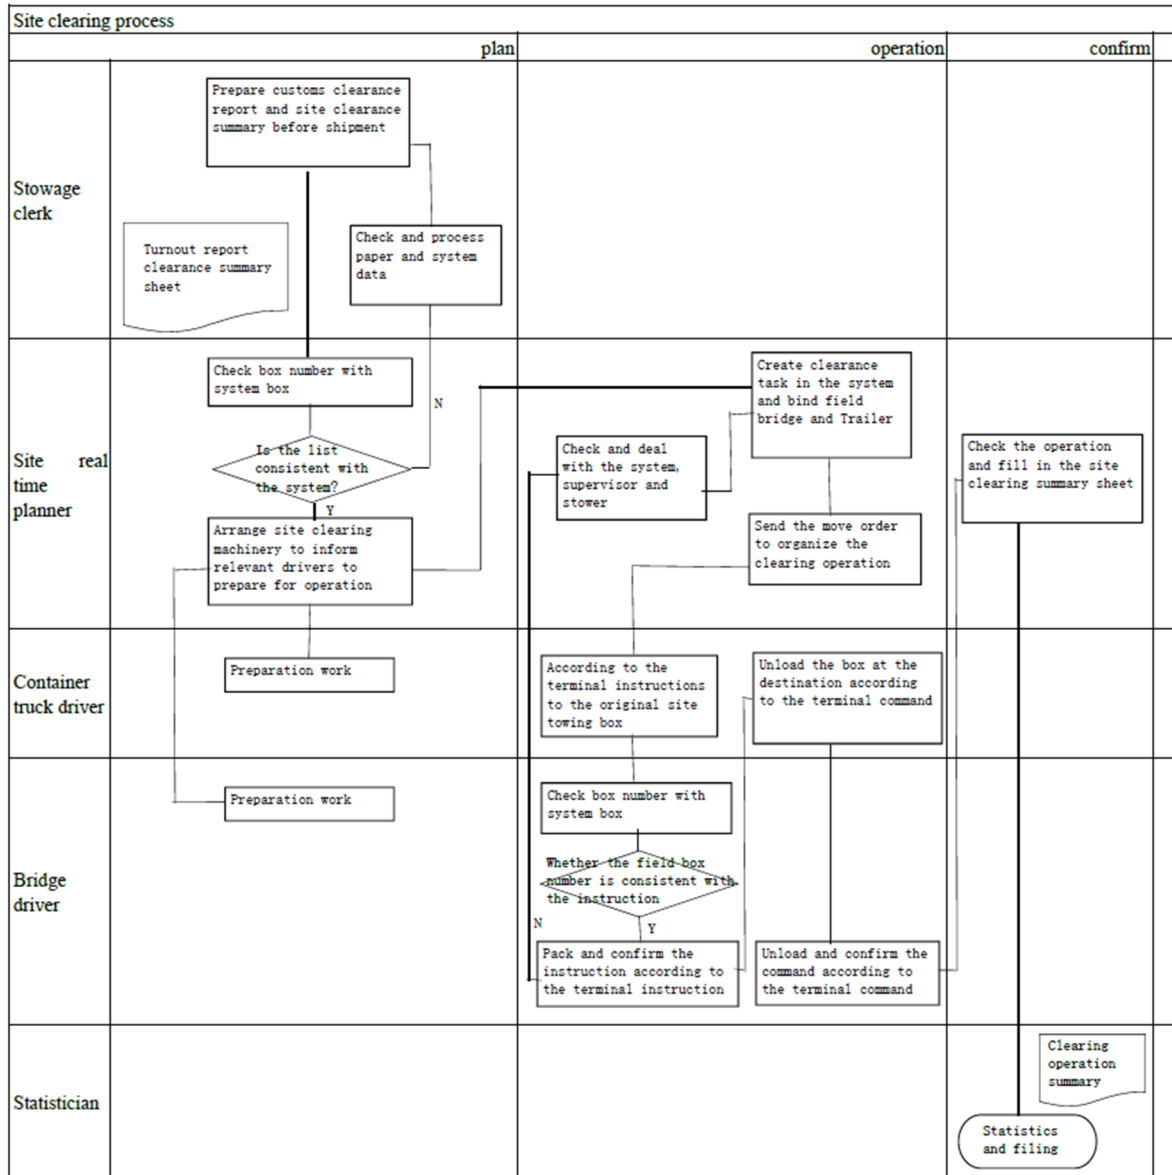 Site clearing process
plan
operation
confirm
Stowage
clerk
Prepare customs clearance
report and site clearance
summary before shipment
Turnout report
clearance summary
sheet
Check and process
paper and system
data
Site real
time
planner
Check box number with
system box
N
Is the list
consistent with
the system?
Y
Arrange site clearing
machinery to inform
relevant drivers to
prepare for operation
Create clearance
task in the system
and bind field
bridge and Trailer
Check and deal
with the system,
supervisor and
stower
Send the move order
to organize the
clearing operation
Check the operation
and fill in the site
clearing summary sheet
Container
truck driver
Preparation work
According to the
terminal instructions
to the original site
towing box
Unload the box at the
destination according
to the terminal command
Bridge
driver
Preparation work
Check box number with
system box
Whether the field box
number is consistent with
the instruction
N
Y
Pack and confirm the
instruction according to
the terminal instruction
Unload and confirm the
command according to
the terminal command
Statistician
Clearing
operation
summary
Statistics
and filing